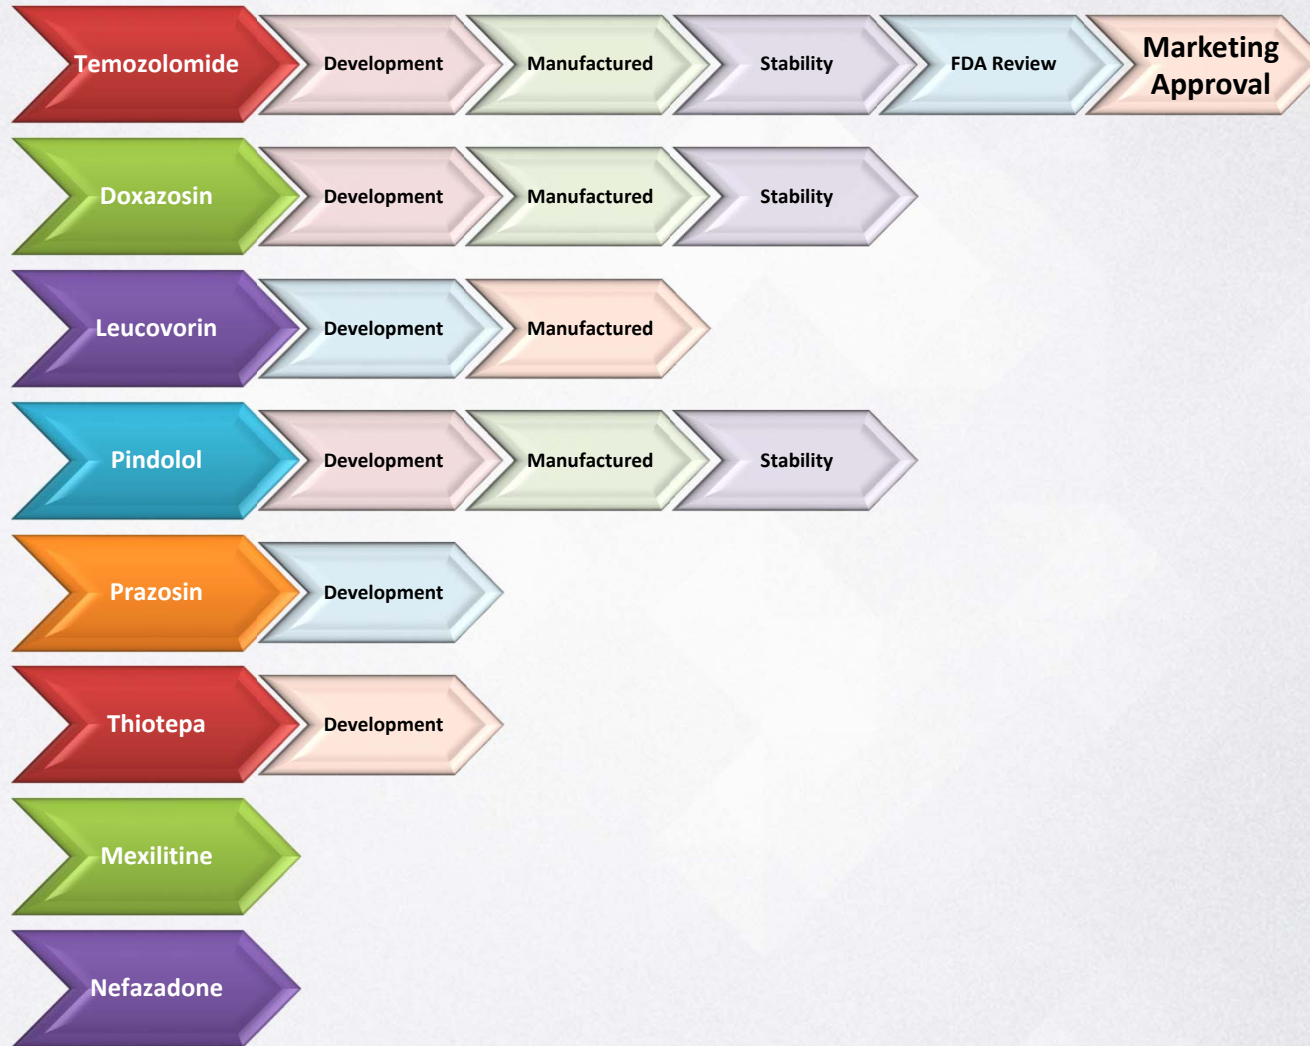 Temozolomide Development Manufactured Stability FDA Review Marketing
Approval
Doxazosin Development Manufactured Stability
Leucovorin Development Manufactured
Pindolol Development Manufactured Stability
Prazosin Development
Thiotepa Development
Mexilitine
Nefazadone